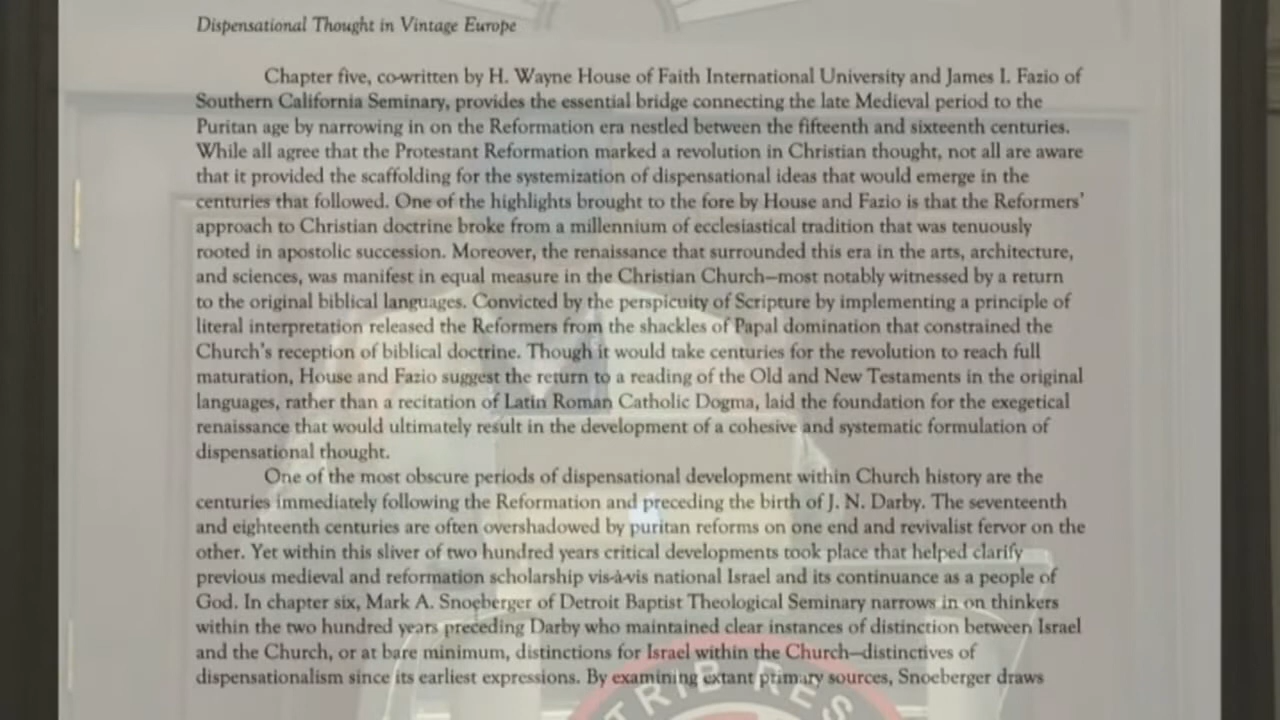 Dispensational Thought in Vintage Europe
Chapter five, co-written by H. Wayne House of Faith International University and James I. Fazio of
Southern California Seminary, provides the essential bridge connecting the late Medieval period to the
Puritan age by narrowing in on the Reformation era nestled between the fifteenth and sixteenth centuries.
While all agree that the Protestant Reformation marked a revolution in Christian thought, not all are aware
that it provided the scaffolding for the systemization of dispensational ideas that would emerge in the
centuries that followed. One of the highlights brought to the fore by House and Fazio is that the Reformers'
approach to Christian doctrine broke from a millennium of ecclesiastical tradition that was tenuously
rooted in apostolic succession. Moreover, the renaissance that surrounded this era in the arts, architecture,
and sciences, was manifest in equal measure in the Christian Church—most notably witnessed by a return
to the original biblical languages. Convicted by the perspicuity of Scripture by implementing a principle of
literal interpretation released the Reformers from the shackles of Papal domination that constrained the
Church's reception of biblical doctrine. Though it would take centuries for the revolution to reach full
maturation, House and Fazio suggest the return to a reading of the Old and New Testaments in the original
languages, rather than a recitation of Latin Roman Catholic Dogma, laid the foundation for the exegetical
renaissance that would ultimately result in the development of a cohesive and systematic formulation of
dispensational thought.
One of the most obscure periods of dispensational development within Church history are the
centuries immediately following the Reformation and preceding the birth of J. N. Darby. The seventeenth
and eighteenth centuries are often overshadowed by puritan reforms on one end and revivalist fervor on the
other. Yet within this sliver of two hundred years critical developments took place that helped clarify
previous medieval and reformation scholarship vis-à-vis national Israel and its continuance as a people of
God. In chapter six, Mark A. Snoeberger of Detroit Baptist Theological Seminary narrows in on thinkers
within the two hundred years preceding Darby who maintained clear instances of distinction between Israel
and the Church, or at bare minimum, distinctions for Israel within the Church—distinctives of
dispensationalism since its earliest expressions. By examining extant primary sources, Snoeberger draws
TRIB RES